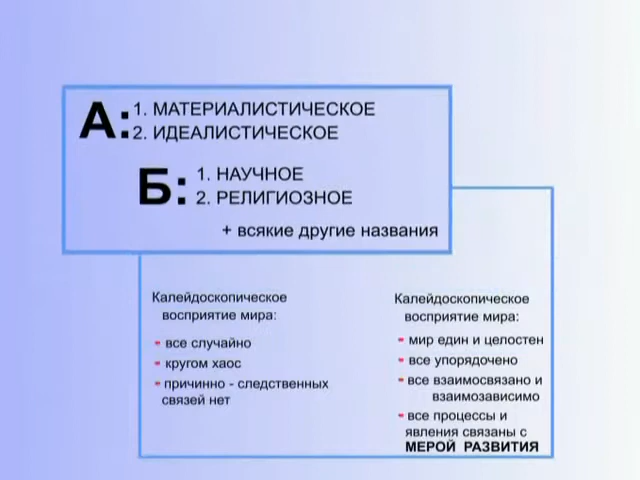 А: 1. МАТЕРИАЛИСТИЧЕСКОЕ
2. ИДЕАЛИСТИЧЕСКОЕ
Б: 1. НАУЧНОЕ
2. РЕЛИГИОЗНОЕ
+ всякие другие названия
Калейдоскопическое
восприятие мира:
- все случайно
- кругом хаос
- причинно - следственных
связей нет
Калейдоскопическое
восприятие мира:
- мир един и целостен
- все упорядочено
- все взаимосвязано и
взаимозависимо
- все процессы и
явления связаны с
МЕРОЙ РАЗВИТИЯ